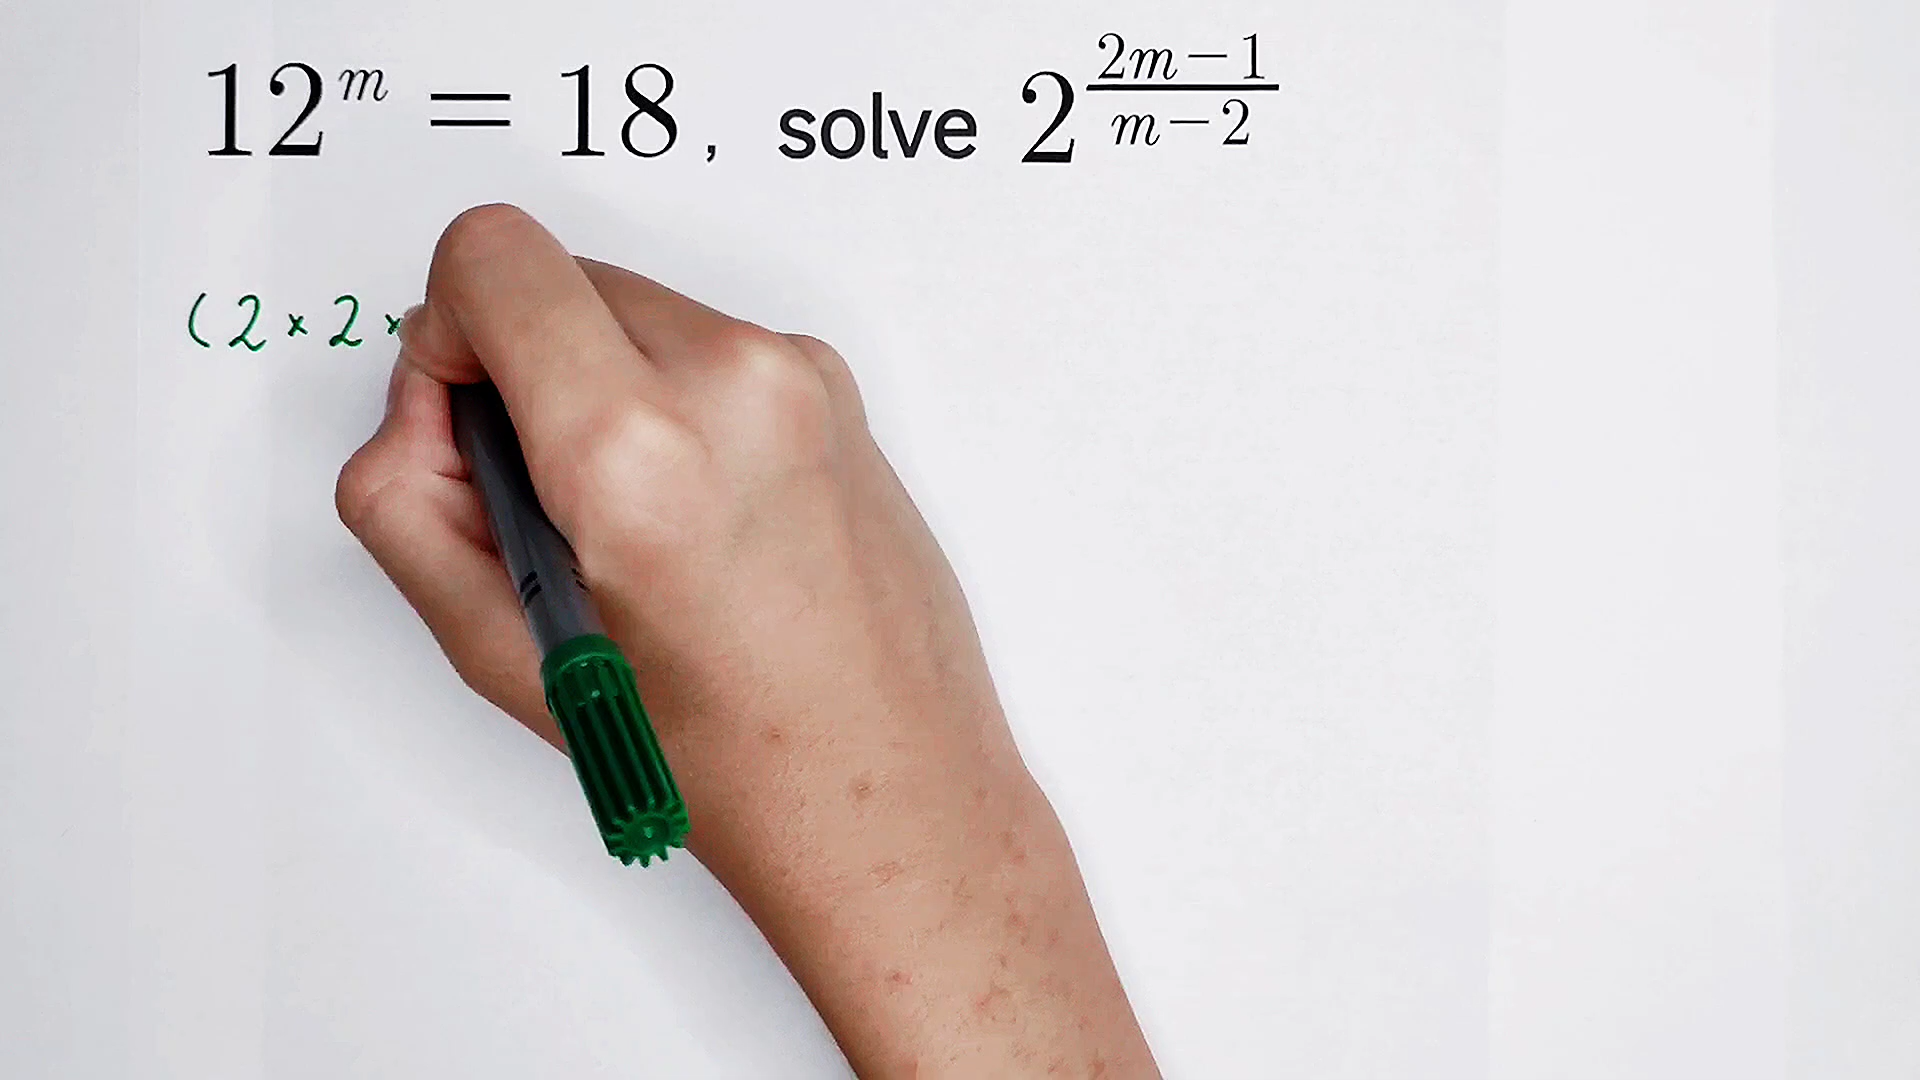 12^m = 18, solve 2^((2m-1)/(m-2))
(2×2×